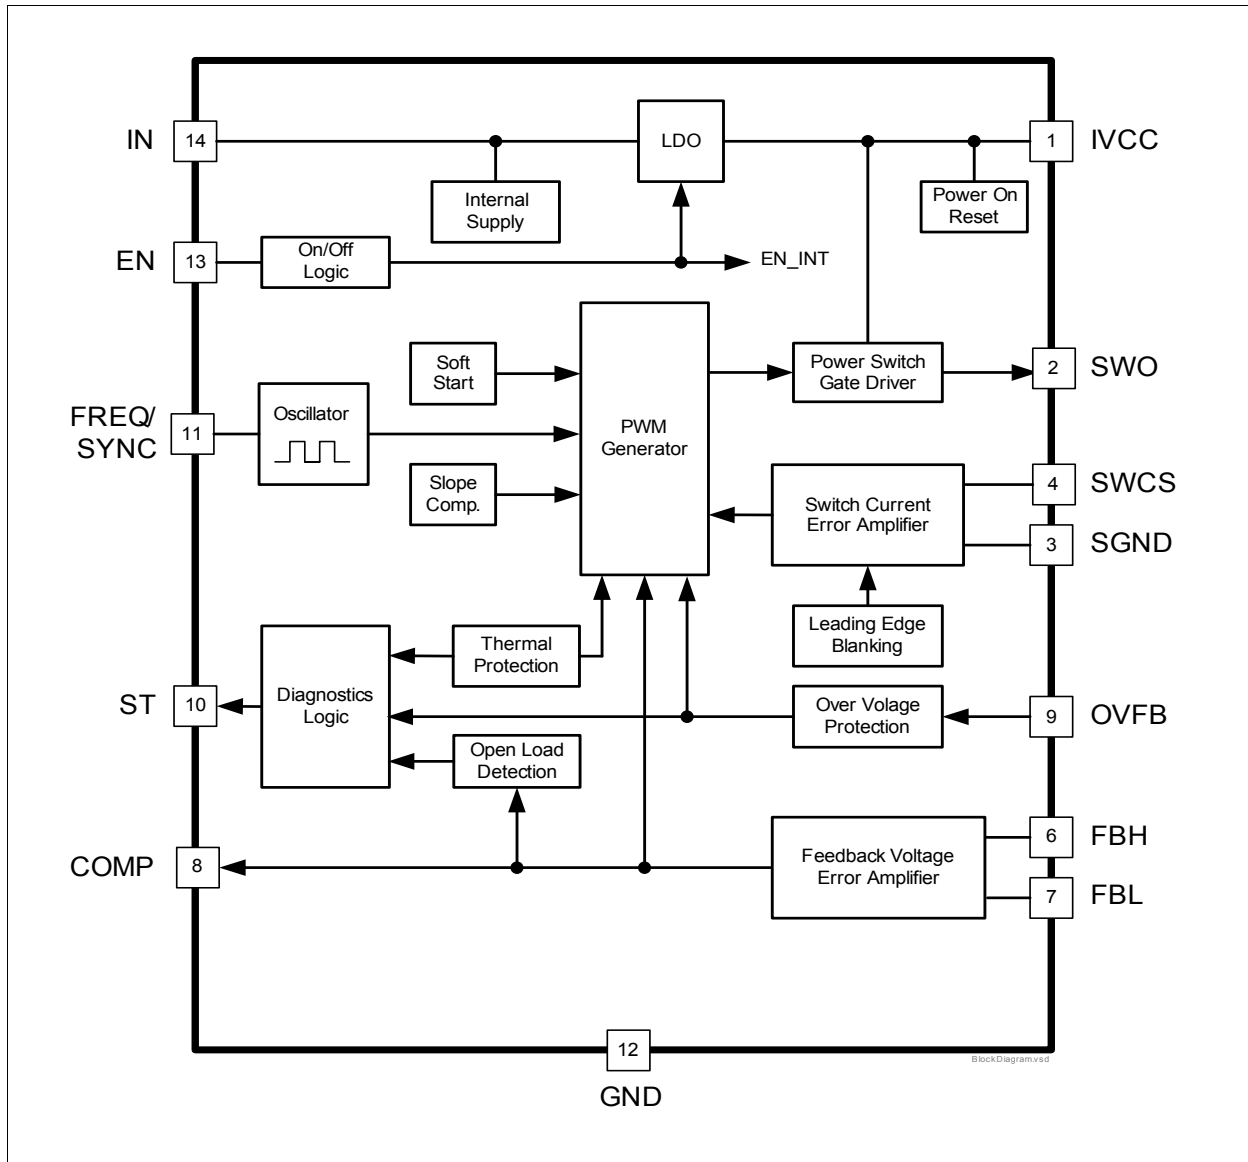 IN
14
LDO
1
IVCC
Internal
Supply
Power On
Reset
EN
13
On/Off
Logic
EN_INT
Soft
Start
PWM
Generator
Power Switch
Gate Driver
2
SWO
FREQ/
SYNC
11
Oscillator
Slope
Comp.
Switch Current
Error Amplifier
4
SWCS
3
SGND
Leading Edge
Blanking
Thermal
Protection
ST
10
Diagnostics
Logic
Over Volage
Protection
9
OVFB
Open Load
Detection
COMP
8
Feedback Voltage
Error Amplifier
6
FBH
7
FBL
12
GND
BlockDiagram.vsd